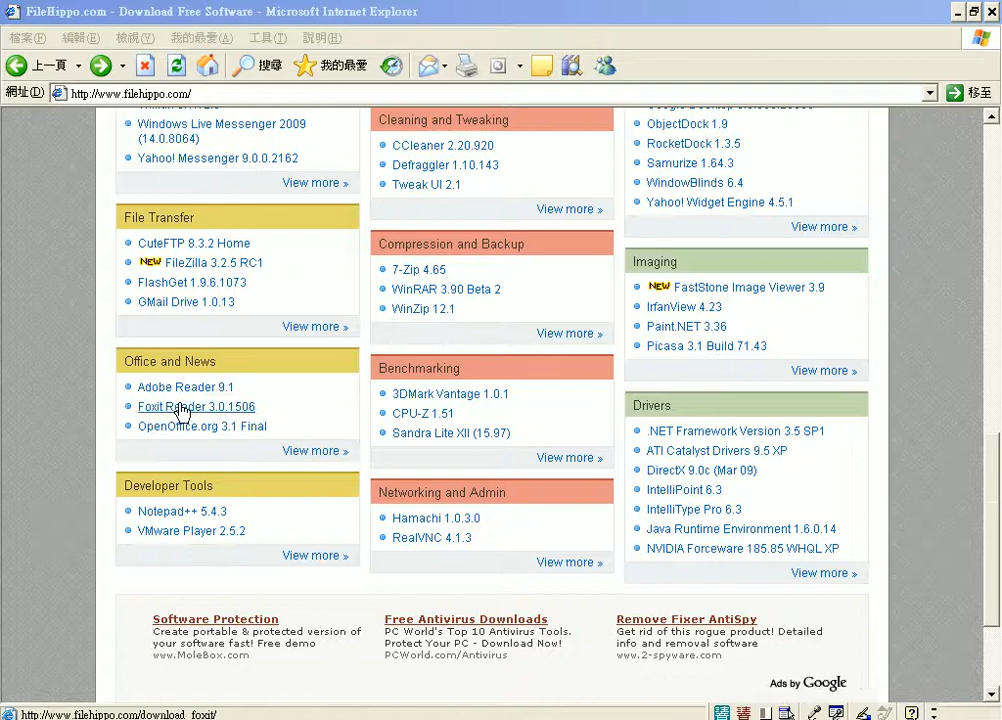 FileHippo.com - Download Free Software - Microsoft Internet Explorer
檔案(F) 編輯(E) 檢視(V) 我的最愛(A) 工具(T) 說明(H)
上一頁 搜尋 我的最愛
網址(D) http://www.filehippo.com/ 移至
Windows Live Messenger 2009
(14.0.8064)
Yahoo! Messenger 9.0.0.2162
View more »
File Transfer
CuteFTP 8.3.2 Home
NEW FileZilla 3.2.5 RC1
FlashGet 1.9.6.1073
GMail Drive 1.0.13
View more »
Office and News
Adobe Reader 9.1
Foxit Reader 3.0.1506
OpenOffice.org 3.1 Final
View more »
Developer Tools
Notepad++ 5.4.3
VMware Player 2.5.2
View more »
Cleaning and Tweaking
CCleaner 2.20.920
Defraggler 1.10.143
Tweak UI 2.1
View more »
Compression and Backup
7-Zip 4.65
WinRAR 3.90 Beta 2
WinZip 12.1
View more »
Benchmarking
3DMark Vantage 1.0.1
CPU-Z 1.51
Sandra Lite XII (15.97)
View more »
Networking and Admin
Hamachi 1.0.3.0
RealVNC 4.1.3
View more »
ObjectDock 1.9
RocketDock 1.3.5
Samurize 1.64.3
WindowBlinds 6.4
Yahoo! Widget Engine 4.5.1
View more »
Imaging
NEW FastStone Image Viewer 3.9
IrfanView 4.23
Paint.NET 3.36
Picasa 3.1 Build 71.43
View more »
Drivers
.NET Framework Version 3.5 SP1
ATI Catalyst Drivers 9.5 XP
DirectX 9.0c (Mar 09)
IntelliPoint 6.3
IntelliType Pro 6.3
Java Runtime Environment 1.6.0.14
NVIDIA Forceware 185.85 WHQL XP
View more »
Software Protection
Create portable & protected version of
your software fast! Free demo
www.MoleBox.com
Free Antivirus Downloads
PC World's Top 10 Antivirus Tools.
Protect Your PC - Download Now!
PCWorld.com/Antivirus
Remove Fixer AntiSpy
Get rid of this rogue product! Detailed
info and removal software
www.2-spyware.com
Ads by Google
http://www.filehippo.com/download_foxit/